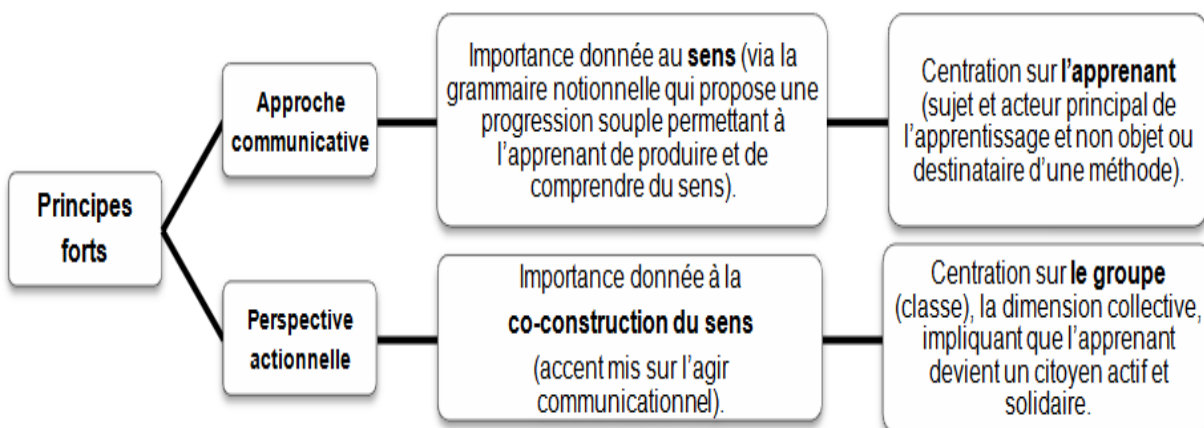 Principes
forts
Approche
communicative
Importance donnée au sens (via la
grammaire notionnelle qui propose une
progression souple permettant à
l'apprenant de produire et de
comprendre du sens).
Centration sur l'apprenant
(sujet et acteur principal de
l'apprentissage et non objet ou
destinataire d'une méthode).
Perspective
actionnelle
Importance donnée à la
co-construction du sens
(accent mis sur l'agir
communicationnel).
Centration sur le groupe
(classe), la dimension collective,
impliquant que l'apprenant
devient un citoyen actif et
solidaire.